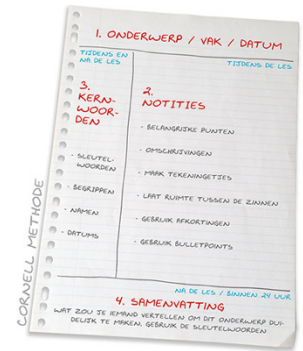 1. ONDERWERP / VAK / DATUM
TIJDENS EN
NA DE LES
TIJDENS DE LES
3.
KERN-
WOOR-
DEN
- SLEUTEL-
WOORDEN
- BEGRIPPEN
- NAMEN
- DATUMS
2.
NOTITIES
- BELANGRIJKE PUNTEN
- OMSCHRIJVINGEN
- MAAK TEKENINGETJES
- LAAT RUIMTE TUSSEN DE ZINNEN
- GEBRUIK AFKORTINGEN
- GEBRUIK BULLETPOINTS
NA DE LES / BINNEN 24 UUR
4. SAMENVATTING
WAT ZOU JE IEMAND VERTELLEN OM DIT ONDERWERP DUI-
DELIJK TE MAKEN. GEBRUIK DE SLEUTELWOORDEN
CORNELL METHODE